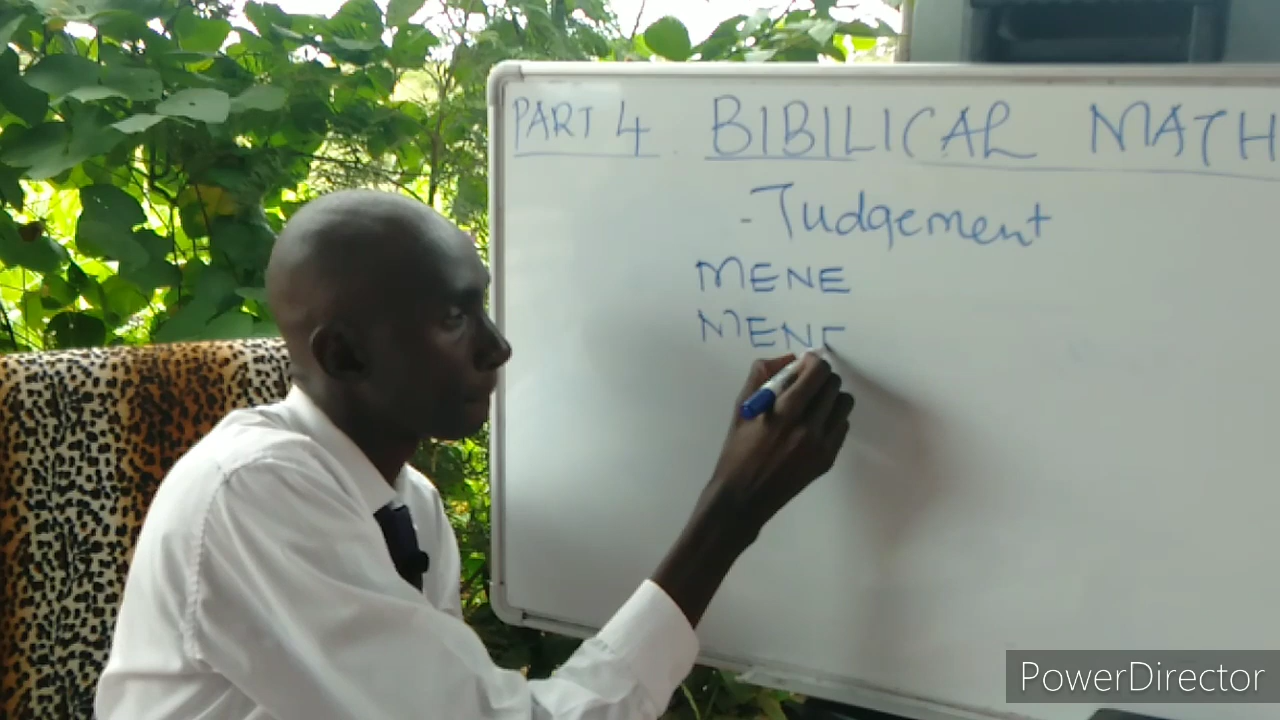 PART 4 BIBILICAL MATH
- Judgement
MENE
MENE
PowerDirector